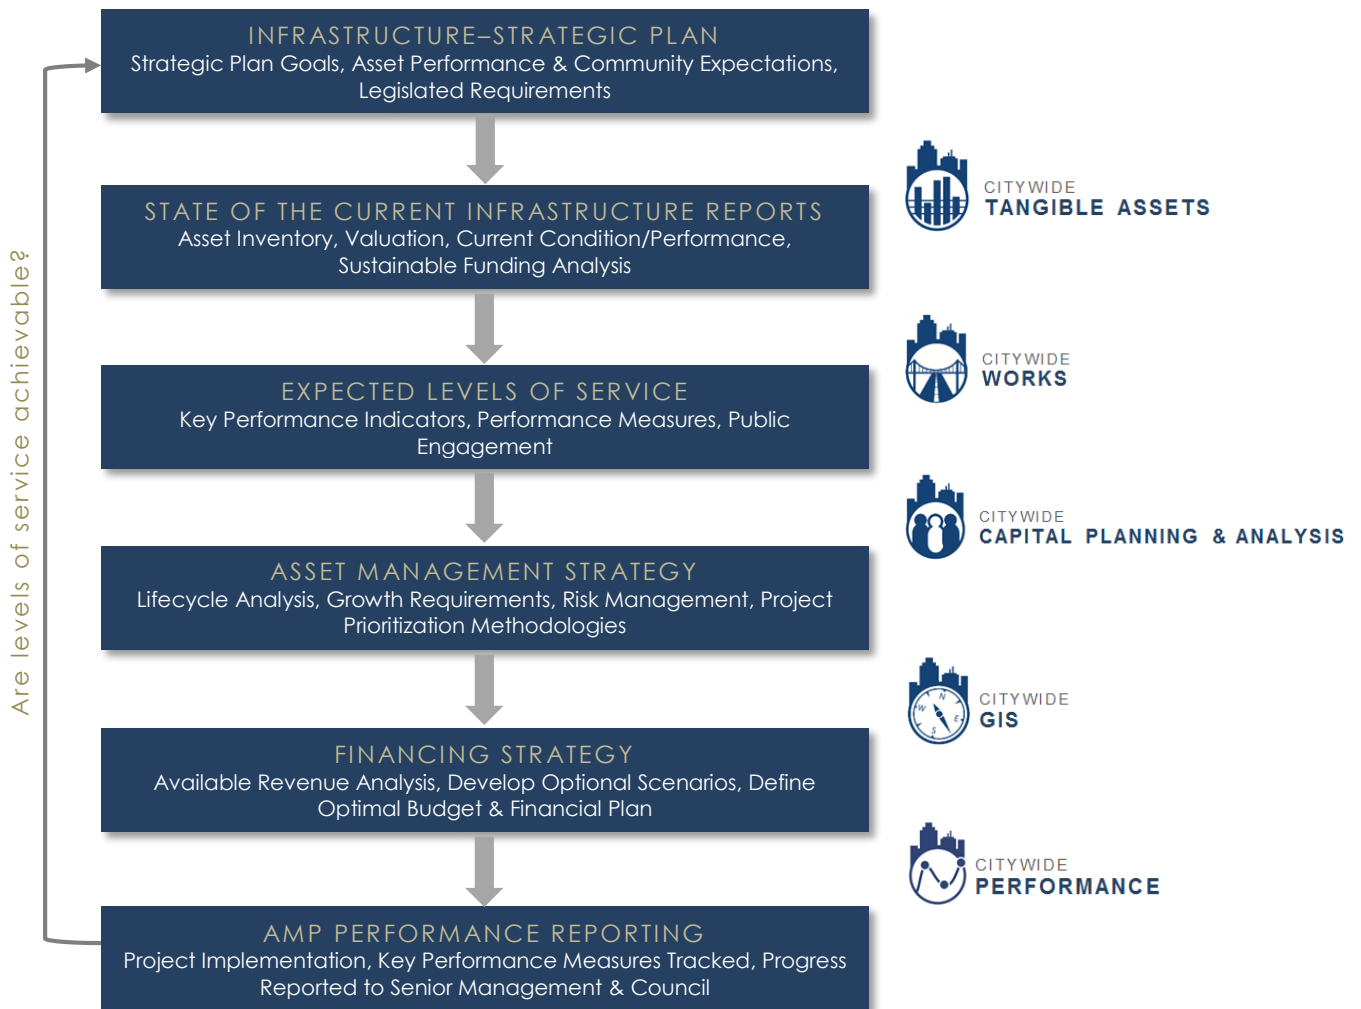 INFRASTRUCTURE–STRATEGIC PLAN
Strategic Plan Goals, Asset Performance & Community Expectations,
Legislated Requirements
STATE OF THE CURRENT INFRASTRUCTURE REPORTS
Asset Inventory, Valuation, Current Condition/Performance,
Sustainable Funding Analysis
EXPECTED LEVELS OF SERVICE
Key Performance Indicators, Performance Measures, Public
Engagement
ASSET MANAGEMENT STRATEGY
Lifecycle Analysis, Growth Requirements, Risk Management, Project
Prioritization Methodologies
FINANCING STRATEGY
Available Revenue Analysis, Develop Optional Scenarios, Define
Optimal Budget & Financial Plan
AMP PERFORMANCE REPORTING
Project Implementation, Key Performance Measures Tracked, Progress
Reported to Senior Management & Council
Are levels of service achievable?
CITYWIDE
TANGIBLE ASSETS
CITYWIDE
WORKS
CITYWIDE
CAPITAL PLANNING & ANALYSIS
N
W
E
S
CITYWIDE
GIS
CITYWIDE
PERFORMANCE